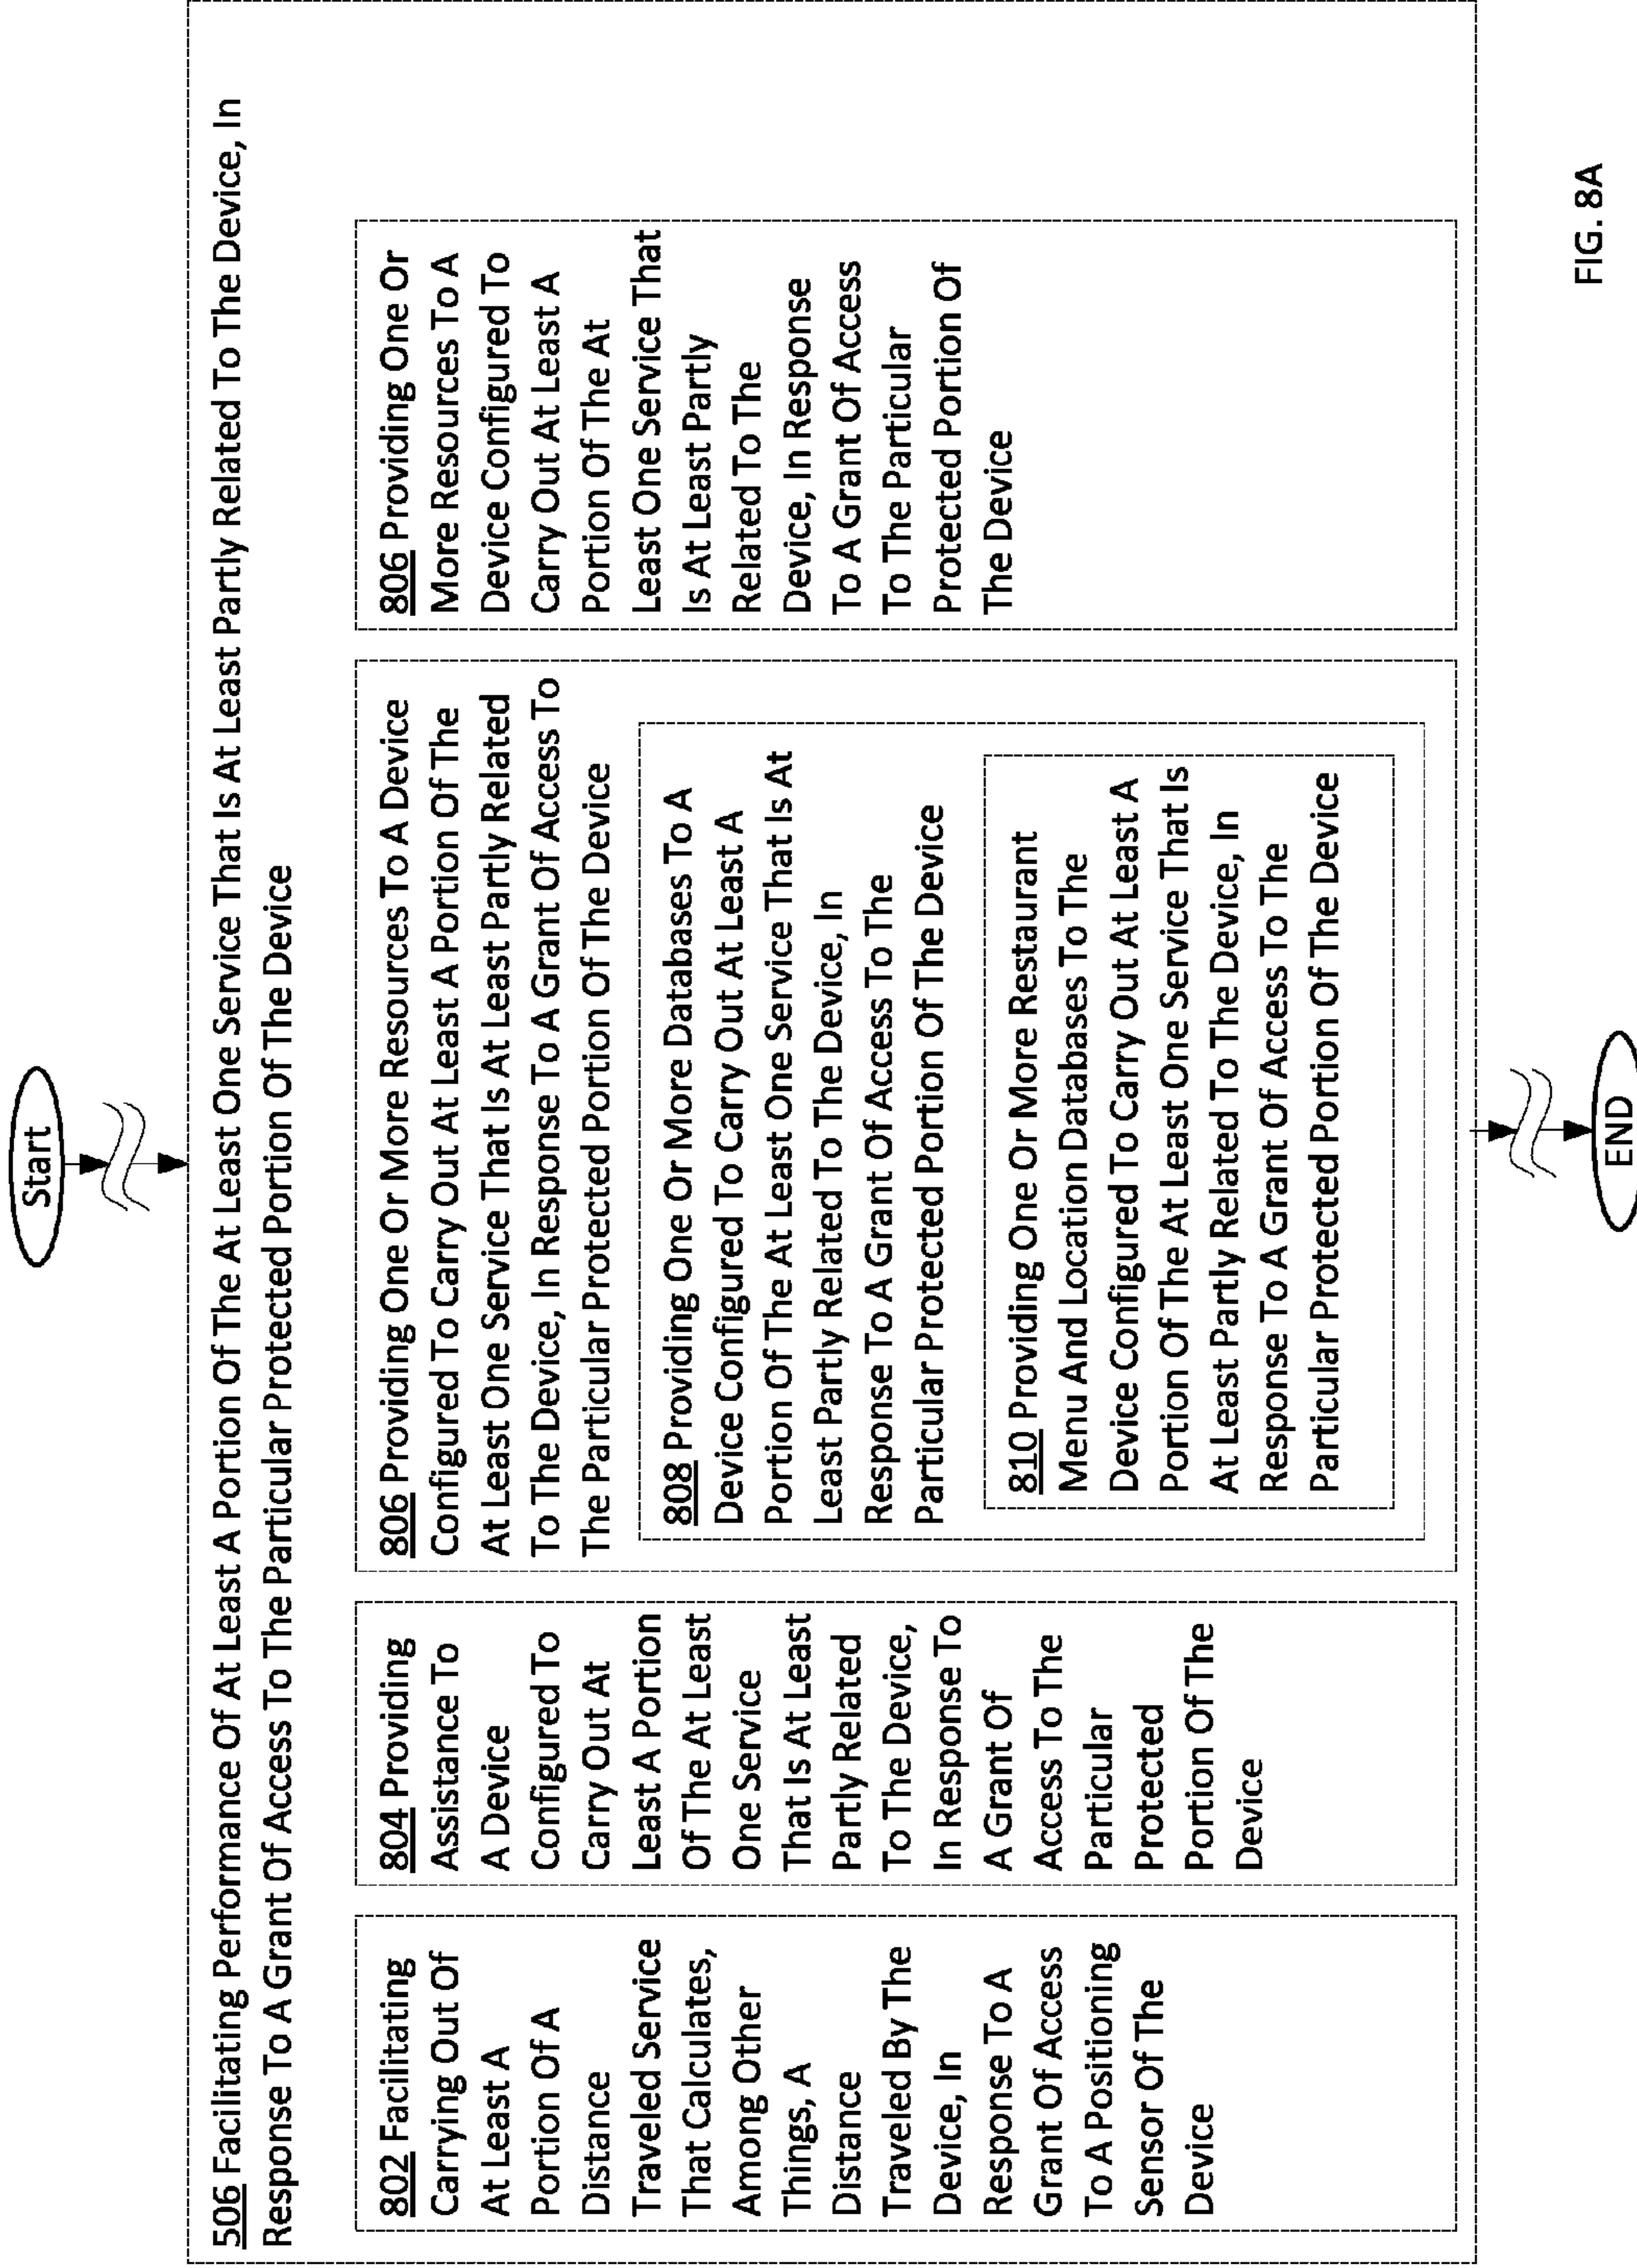 Start
506 Facilitating Performance Of At Least A Portion Of The At Least One Service That Is At Least Partly Related To The Device, In
Response To A Grant Of Access To The Particular Protected Portion Of The Device
802 Facilitating
Carrying Out Of
At Least A
Portion Of A
Distance
Traveled Service
That Calculates,
Among Other
Things, A
Distance
Traveled By The
Device, In
Response To A
Grant Of Access
To A Positioning
Sensor Of The
Device
804 Providing
Assistance To
A Device
Configured To
Carry Out At
Least A Portion
Of The At Least
One Service
That Is At Least
Partly Related
To The Device,
In Response To
A Grant Of
Access To The
Particular
Protected
Portion Of The
Device
806 Providing One Or More Resources To A Device
Configured To Carry Out At Least A Portion Of The
At Least One Service That Is At Least Partly Related
To The Device, In Response To A Grant Of Access To
The Particular Protected Portion Of The Device
808 Providing One Or More Databases To A
Device Configured To Carry Out At Least A
Portion Of The At Least One Service That Is At
Least Partly Related To The Device, In
Response To A Grant Of Access To The
Particular Protected Portion Of The Device
810 Providing One Or More Restaurant
Menu And Location Databases To The
Device Configured To Carry Out At Least A
Portion Of The At Least One Service That Is
At Least Partly Related To The Device, In
Response To A Grant Of Access To The
Particular Protected Portion Of The Device
806 Providing One Or
More Resources To A
Device Configured To
Carry Out At Least A
Portion Of The At
Least One Service That
Is At Least Partly
Related To The
Device, In Response
To A Grant Of Access
To The Particular
Protected Portion Of
The Device
END
FIG. 8A